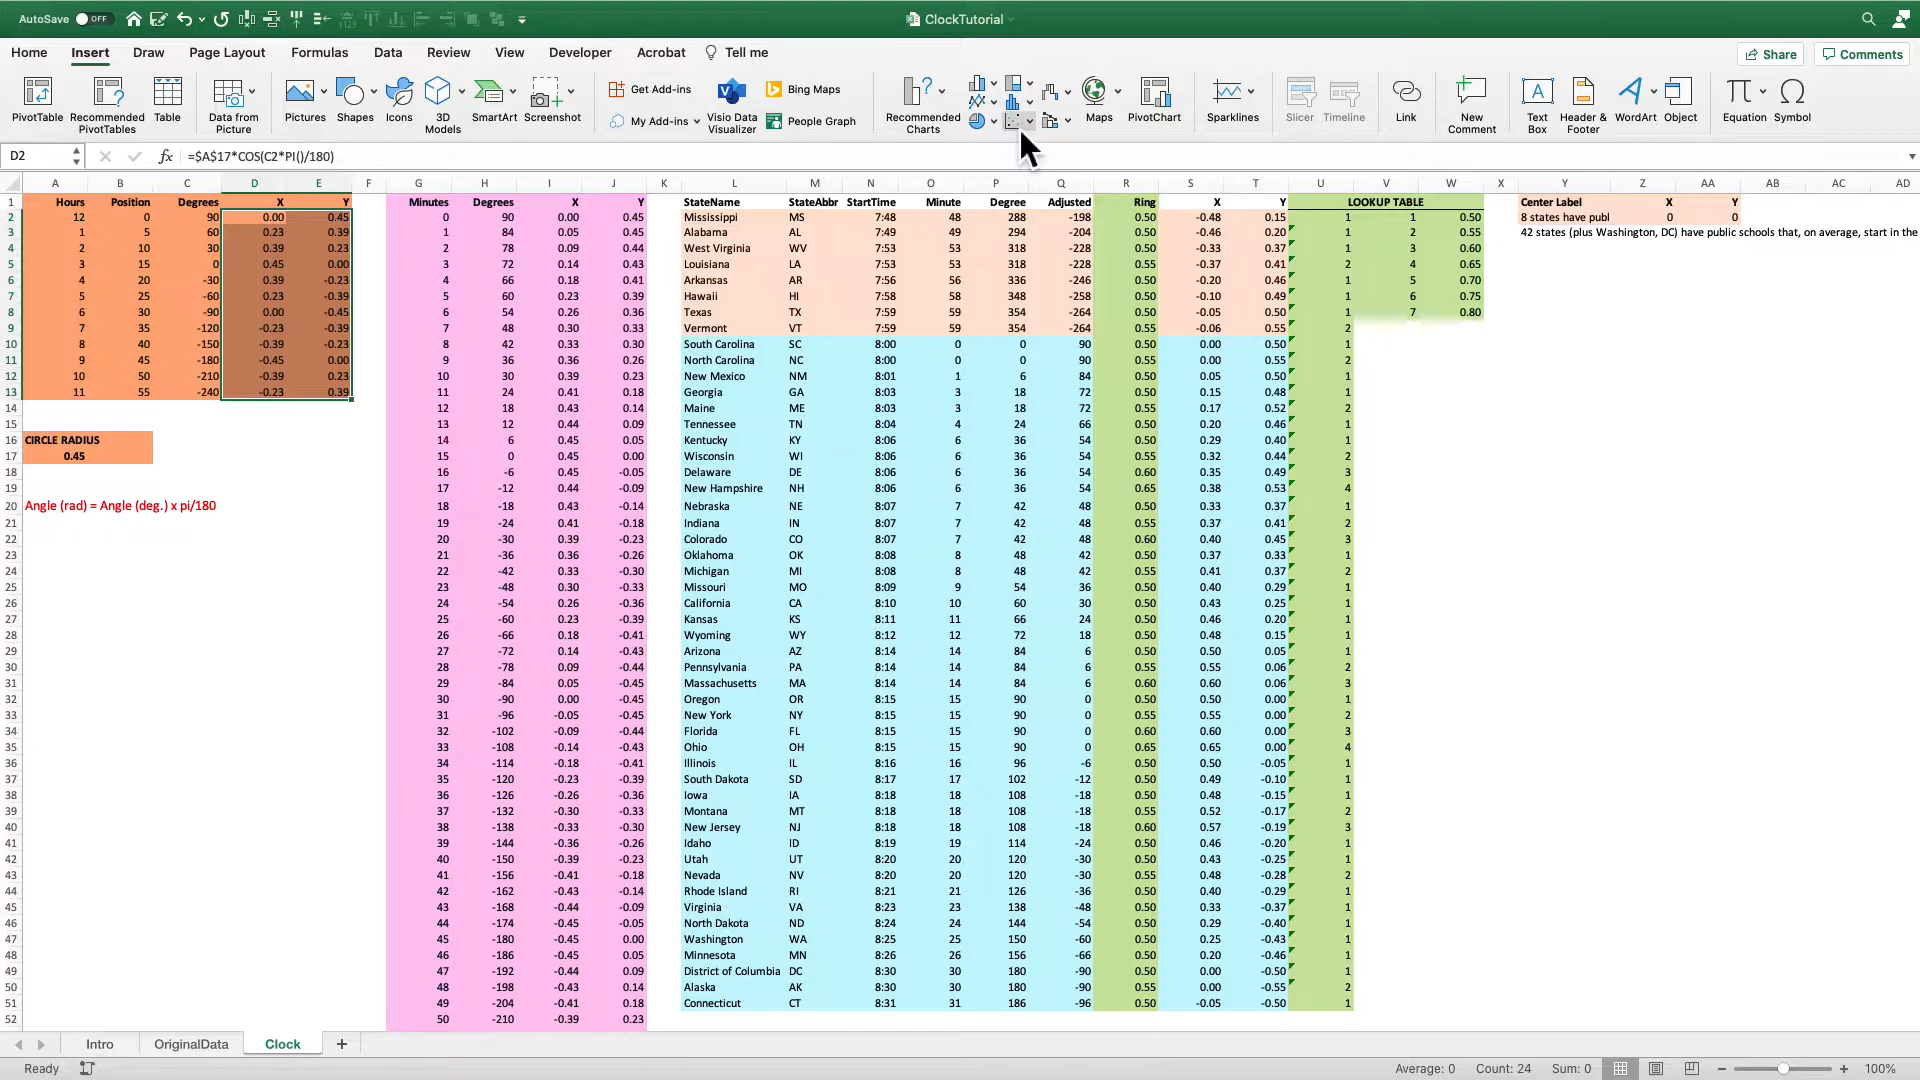 AutoSave OFF ClockTutorial
Home Insert Draw Page Layout Formulas Data Review View Developer Acrobat Tell me Share Comments
PivotTable Recommended PivotTables Table Data from Picture Pictures Shapes Icons 3D Models SmartArt Screenshot Get Add-ins My Add-ins Visio Data Visualizer Bing Maps People Graph Recommended Charts Maps PivotChart Sparklines Slicer Timeline Link New Comment Text Box Header & Footer WordArt Object Equation Symbol
D2 fx =$A$17*COS(C2*PI()/180)
A B C D E F G H I J K L M N O P Q R S T U V W X Y Z AA AB AC AD
1 Hours Position Degrees X Y Minutes Degrees X Y StateName StateAbbr StartTime Minute Degree Adjusted Ring X Y LOOKUP TABLE Center Label X Y
2 12 0 90 0.00 0.45 0 90 0.00 0.45 Mississippi MS 7:48 48 288 -198 0.50 -0.48 0.15 1 1 0.50 8 states have publ 0 0
3 1 5 60 0.23 0.39 1 84 0.05 0.45 Alabama AL 7:49 49 294 -204 0.50 -0.46 0.20 1 2 0.55 42 states (plus Washington, DC) have public schools that, on average, start in the
4 2 10 30 0.39 0.23 2 78 0.09 0.44 West Virginia WV 7:53 53 318 -228 0.50 -0.33 0.37 1 3 0.60
5 3 15 0 0.45 0.00 3 72 0.14 0.43 Louisiana LA 7:53 53 318 -228 0.55 -0.37 0.41 2 4 0.65
6 4 20 -30 0.39 -0.23 4 66 0.18 0.41 Arkansas AR 7:56 56 336 -246 0.50 -0.20 0.46 1 5 0.70
7 5 25 -60 0.23 -0.39 5 60 0.23 0.39 Hawaii HI 7:58 58 348 -258 0.50 -0.10 0.49 1 6 0.75
8 6 30 -90 0.00 -0.45 6 54 0.26 0.36 Texas TX 7:59 59 354 -264 0.50 -0.05 0.50 1 7 0.80
9 7 35 -120 -0.23 -0.39 7 48 0.30 0.33 Vermont VT 7:59 59 354 -264 0.55 -0.06 0.55 2
10 8 40 -150 -0.39 -0.23 8 42 0.33 0.30 South Carolina SC 8:00 0 0 90 0.50 0.00 0.50 1
11 9 45 -180 -0.45 0.00 9 36 0.36 0.26 North Carolina NC 8:00 0 0 90 0.55 0.00 0.55 2
12 10 50 -210 -0.39 0.23 10 30 0.39 0.23 New Mexico NM 8:01 1 6 84 0.50 0.05 0.50 1
13 11 55 -240 -0.23 0.39 11 24 0.41 0.18 Georgia GA 8:03 3 18 72 0.50 0.15 0.48 1
14 12 18 0.43 0.14 Maine ME 8:03 3 18 72 0.55 0.17 0.52 2
15 13 12 0.44 0.09 Tennessee TN 8:04 4 24 66 0.50 0.20 0.46 1
16 CIRCLE RADIUS 14 6 0.45 0.05 Kentucky KY 8:06 6 36 54 0.50 0.29 0.40 1
17 0.45 15 0 0.45 0.00 Wisconsin WI 8:06 6 36 54 0.55 0.32 0.44 2
18 16 -6 0.45 -0.05 Delaware DE 8:06 6 36 54 0.60 0.35 0.49 3
19 17 -12 0.44 -0.09 New Hampshire NH 8:06 6 36 54 0.65 0.38 0.53 4
20 Angle (rad) = Angle (deg.) x pi/180 18 -18 0.43 -0.14 Nebraska NE 8:07 7 42 48 0.50 0.33 0.37 1
21 19 -24 0.41 -0.18 Indiana IN 8:07 7 42 48 0.55 0.37 0.41 2
22 20 -30 0.39 -0.23 Colorado CO 8:07 7 42 48 0.60 0.40 0.45 3
23 21 -36 0.36 -0.26 Oklahoma OK 8:08 8 48 42 0.50 0.37 0.33 1
24 22 -42 0.33 -0.30 Michigan MI 8:08 8 48 42 0.55 0.41 0.37 2
25 23 -48 0.30 -0.33 Missouri MO 8:09 9 54 36 0.50 0.40 0.29 1
26 24 -54 0.26 -0.36 California CA 8:10 10 60 30 0.50 0.43 0.25 1
27 25 -60 0.23 -0.39 Kansas KS 8:11 11 66 24 0.50 0.46 0.20 1
28 26 -66 0.18 -0.41 Wyoming WY 8:12 12 72 18 0.50 0.48 0.15 1
29 27 -72 0.14 -0.43 Arizona AZ 8:14 14 84 6 0.50 0.50 0.05 1
30 28 -78 0.09 -0.44 Pennsylvania PA 8:14 14 84 6 0.55 0.55 0.06 2
31 29 -84 0.05 -0.45 Massachusetts MA 8:14 14 84 6 0.60 0.60 0.06 3
32 30 -90 0.00 -0.45 Oregon OR 8:15 15 90 0 0.50 0.50 0.00 1
33 31 -96 -0.05 -0.45 New York NY 8:15 15 90 0 0.55 0.55 0.00 2
34 32 -102 -0.09 -0.44 Florida FL 8:15 15 90 0 0.60 0.60 0.00 3
35 33 -108 -0.14 -0.43 Ohio OH 8:15 15 90 0 0.65 0.65 0.00 4
36 34 -114 -0.18 -0.41 Illinois IL 8:16 16 96 -6 0.50 0.50 -0.05 1
37 35 -120 -0.23 -0.39 South Dakota SD 8:17 17 102 -12 0.50 0.49 -0.10 1
38 36 -126 -0.26 -0.36 Iowa IA 8:18 18 108 -18 0.50 0.48 -0.15 1
39 37 -132 -0.30 -0.33 Montana MT 8:18 18 108 -18 0.55 0.52 -0.17 2
40 38 -138 -0.33 -0.30 New Jersey NJ 8:18 18 108 -18 0.60 0.57 -0.19 3
41 39 -144 -0.36 -0.26 Idaho ID 8:19 19 114 -24 0.50 0.46 -0.20 1
42 40 -150 -0.39 -0.23 Utah UT 8:20 20 120 -30 0.50 0.43 -0.25 1
43 41 -156 -0.41 -0.18 Nevada NV 8:20 20 120 -30 0.55 0.48 -0.28 2
44 42 -162 -0.43 -0.14 Rhode Island RI 8:21 21 126 -36 0.50 0.40 -0.29 1
45 43 -168 -0.44 -0.09 Virginia VA 8:23 23 138 -48 0.50 0.33 -0.37 1
46 44 -174 -0.45 -0.05 North Dakota ND 8:24 24 144 -54 0.50 0.29 -0.40 1
47 45 -180 -0.45 0.00 Washington WA 8:25 25 150 -60 0.50 0.25 -0.43 1
48 46 -186 -0.45 0.05 Minnesota MN 8:26 26 156 -66 0.50 0.20 -0.46 1
49 47 -192 -0.44 0.09 District of Columbia DC 8:30 30 180 -90 0.50 0.00 -0.50 1
50 48 -198 -0.43 0.14 Alaska AK 8:30 30 180 -90 0.55 0.00 -0.55 2
51 49 -204 -0.41 0.18 Connecticut CT 8:31 31 186 -96 0.50 -0.05 -0.50 1
52 50 -210 -0.39 0.23
Intro OriginalData Clock +
Ready Average: 0 Count: 24 Sum: 0 100%